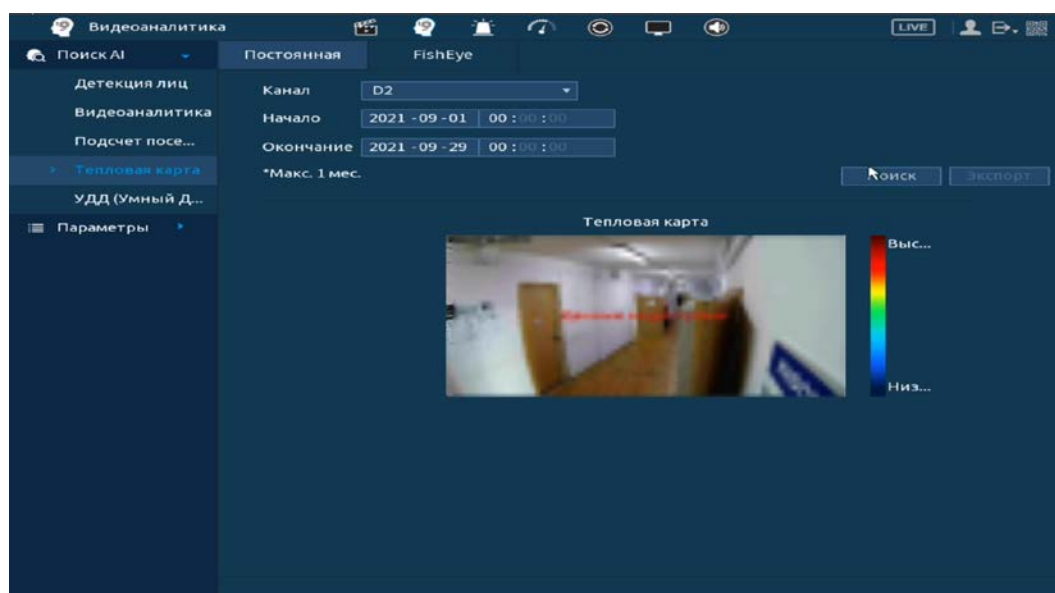 Видеоаналитика
LIVE
Поиск AI
Детекция лиц
Видеоаналитика
Подсчет посе...
Тепловая карта
УДД (Умный Д...
Параметры
Постоянная FishEye
Канал D2
Начало 2021 -09 -01 00 :00 :00
Окончание 2021 -09 -29 00 :00 :00
*Макс. 1 мес.
Поиск Экспорт
Тепловая карта
Выс...
Низ...